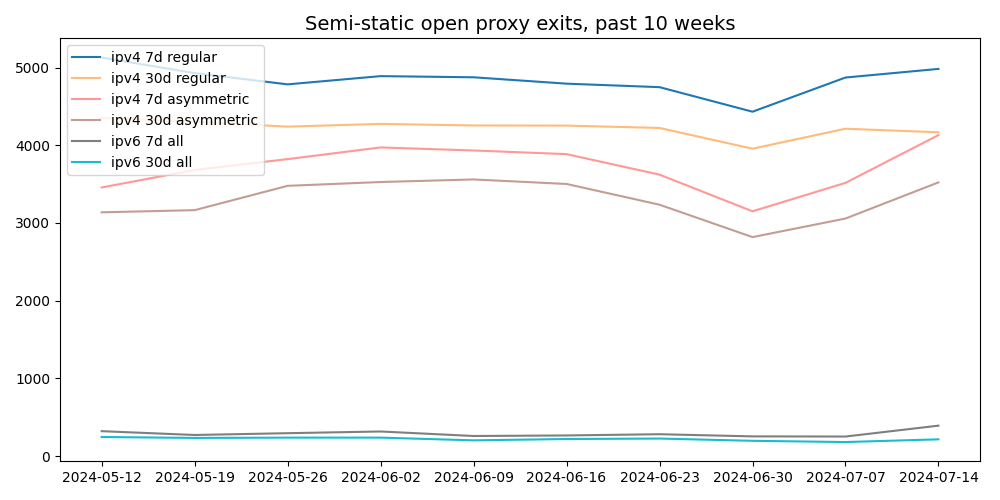 Semi-static open proxy exits, past 10 weeks
ipv4 7d regular
ipv4 30d regular
ipv4 7d asymmetric
ipv4 30d asymmetric
ipv6 7d all
ipv6 30d all
5000
4000
3000
2000
1000
0
2024-05-12 2024-05-19 2024-05-26 2024-06-02 2024-06-09 2024-06-16 2024-06-23 2024-06-30 2024-07-07 2024-07-14